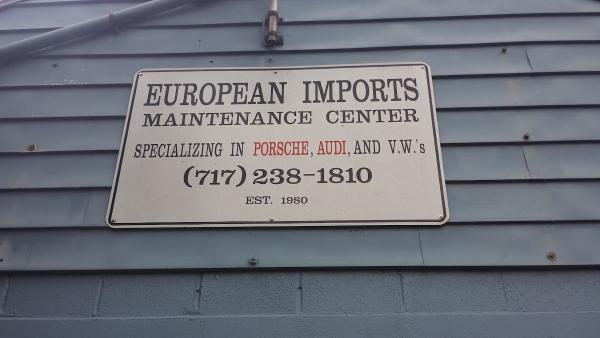 EUROPEAN IMPORTS
MAINTENANCE CENTER
SPECIALIZING IN PORSCHE, AUDI, AND V.W.'s
(717) 238-1810
EST. 1980